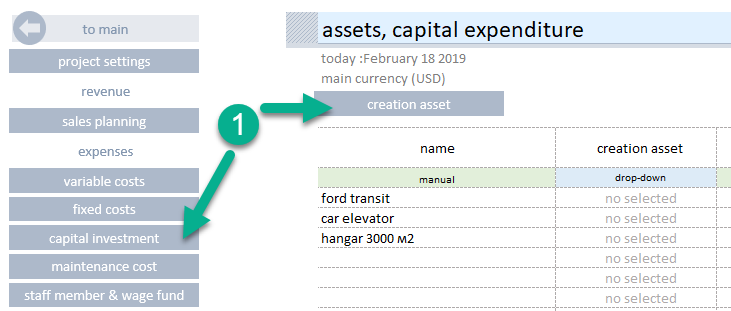 to main
project settings
revenue
sales planning
expenses
variable costs
fixed costs
capital investment
maintenance cost
staff member & wage fund
1
assets, capital expenditure
today :February 18 2019
main currency (USD)
creation asset
name creation asset
manual drop-down
ford transit no selected
car elevator no selected
hangar 3000 м2 no selected
no selected
no selected
no selected